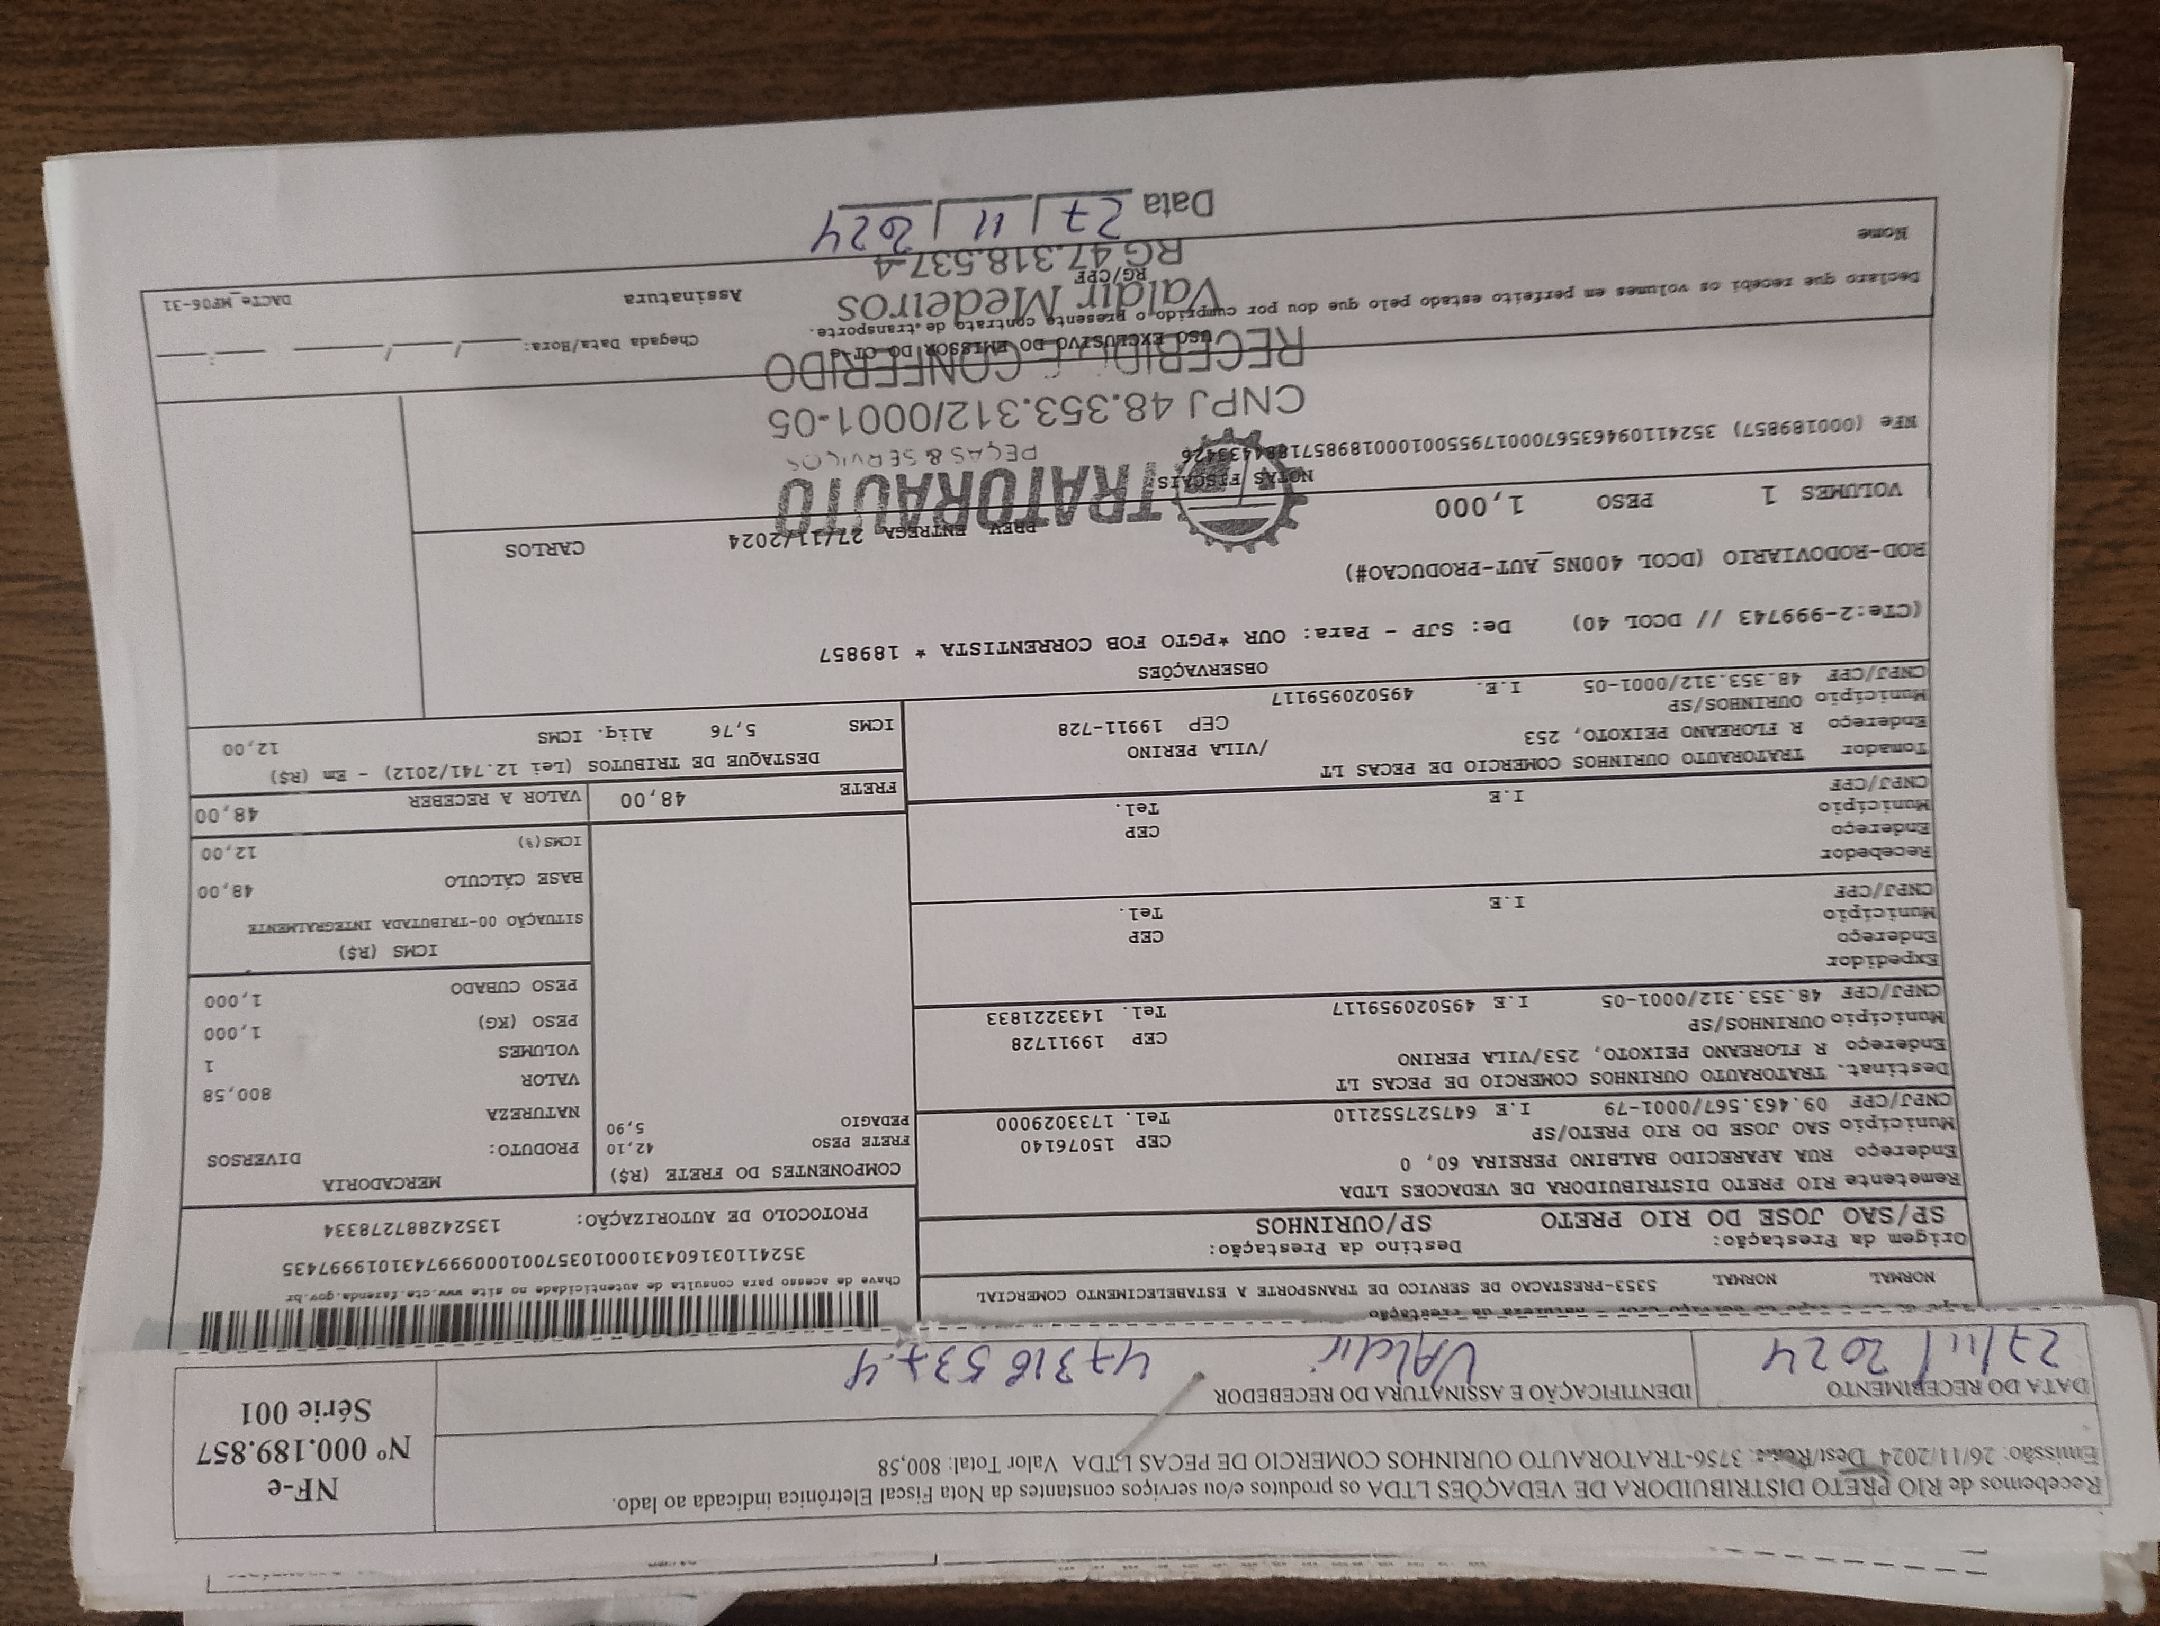 Recebemos de RIO PRETO DISTRIBUIDORA DE VEDAÇÕES LTDA os produtos e/ou serviços constantes da Nota Fiscal Eletrônica indicada ao lado.
Emissão: 26/11/2024 Dest/Rem: 3756-TRATORAUTO OURINHOS COMERCIO DE PECAS LTDA Valor Total: 800,58
NF-e
Nº 000.189.857
Série 001
DATA DO RECEBIMENTO
27/11/2024
IDENTIFICAÇÃO E ASSINATURA DO RECEBEDOR
VAldir 47318537-4
NORMAL NORMAL 5353-PRESTACAO DE SERVICO DE TRANSPORTE A ESTABELECIMENTO COMERCIAL
Origem da Prestação: Destino da Prestação:
SP/SAO JOSE DO RIO PRETO SP/OURINHOS
Chave de acesso para consulta de autenticidade no site www.cte.fazenda.gov.br
PROTOCOLO DE AUTORIZAÇÃO: 135242887278334
Remetente RIO PRETO DISTRIBUIDORA DE VEDACOES LTDA
Endereço RUA APARECIDO BALBINO PEREIRA 60, 0
Município SAO JOSE DO RIO PRETO/SP CEP 15076140
CNPJ/CPF 09.463.567/0001-79 I.E 647527552110 Tel. 1733029000
Destinat. TRATORAUTO OURINHOS COMERCIO DE PECAS LT
Endereço R FLOREANO PEIXOTO, 253/VILA PERINO
Município OURINHOS/SP CEP 19911728
CNPJ/CPF 48.353.312/0001-05 I.E 495020959117 Tel. 1433221833
Expedidor
Endereço
Município CEP
CNPJ/CPF I.E Tel.
Recebedor
Endereço
Município CEP
CNPJ/CPF I.E Tel.
Tomador TRATORAUTO OURINHOS COMERCIO DE PECAS LT
Endereço R FLOREANO PEIXOTO, 253 /VILA PERINO
Município OURINHOS/SP CEP 19911-728
CNPJ/CPF 48.353.312/0001-05 I.E. 495020959117
COMPONENTES DO FRETE (R$)
FRETE PESO 42,10
PEDAGIO 5,90
MERCADORIA
PRODUTO: DIVERSOS
NATUREZA
VALOR 800,58
VOLUMES 1
PESO (KG) 1,000
PESO CUBADO 1,000
ICMS (R$)
SITUAÇÃO 00-TRIBUTADA INTEGRALMENTE
BASE CÁLCULO 48,00
ICMS(%) 12,00
FRETE 48,00 VALOR A RECEBER 48,00
DESTAQUE DE TRIBUTOS (Lei 12.741/2012) - Em (R$)
ICMS 5,76 Aliq. ICMS 12,00
OBSERVAÇÕES
(CTe:2-999743 // DCOL 40) De: SJP - Para: OUR *PGTO FOB CORRENTISTA * 189857
ROD-RODOVIARIO (DCOL 400NS_AUT-PRODUCAO#)
VOLUMES 1 PESO 1,000 PREV ENTREGA 27/11/2024 CARLOS
NOTAS FISCAIS:
NFe (000189857)
TRATORAUTO
PEÇAS & SERVIÇOS
CNPJ 48.353.312/0001-05
RECEBIDO E CONFERIDO
USO EXCLUSIVO DO EMISSOR DO CT-e
Declaro que recebi os volumes em perfeito estado pelo que dou por cumprido o presente contrato de transporte.
Chegada Data/Hora: ___/___/___ ___:___
Valdir Medeiros
RG 47.318.537-4
Nome RG/CPF Assinatura DACTe_MP06-31
Data 27/11/2024